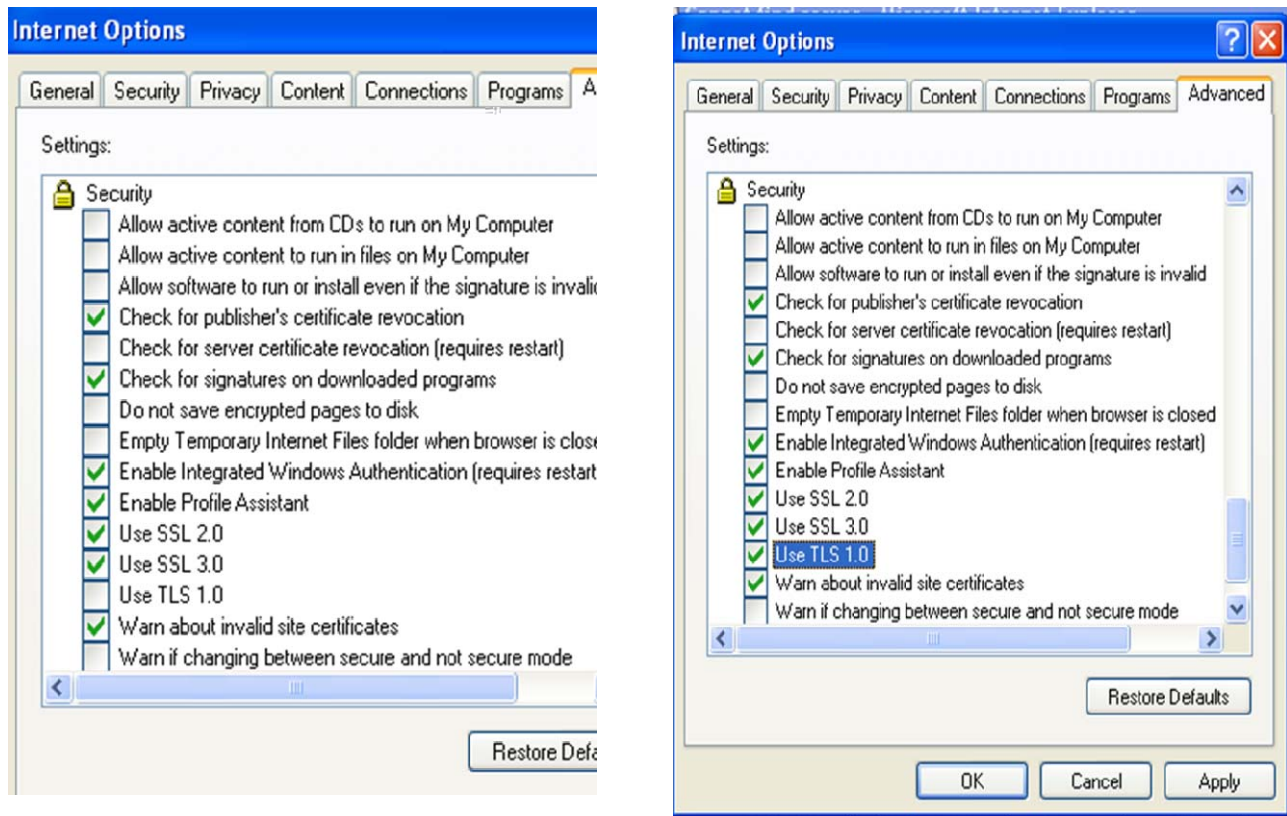 Internet Options
General Security Privacy Content Connections Programs A
Settings:
Security
Allow active content from CDs to run on My Computer
Allow active content to run in files on My Computer
Allow software to run or install even if the signature is invalid
Check for publisher's certificate revocation
Check for server certificate revocation (requires restart)
Check for signatures on downloaded programs
Do not save encrypted pages to disk
Empty Temporary Internet Files folder when browser is close
Enable Integrated Windows Authentication (requires restart
Enable Profile Assistant
Use SSL 2.0
Use SSL 3.0
Use TLS 1.0
Warn about invalid site certificates
Warn if changing between secure and not secure mode
Restore Defa
Internet Options
General Security Privacy Content Connections Programs Advanced
Settings:
Security
Allow active content from CDs to run on My Computer
Allow active content to run in files on My Computer
Allow software to run or install even if the signature is invalid
Check for publisher's certificate revocation
Check for server certificate revocation (requires restart)
Check for signatures on downloaded programs
Do not save encrypted pages to disk
Empty Temporary Internet Files folder when browser is closed
Enable Integrated Windows Authentication (requires restart)
Enable Profile Assistant
Use SSL 2.0
Use SSL 3.0
Use TLS 1.0
Warn about invalid site certificates
Warn if changing between secure and not secure mode
Restore Defaults
OK Cancel Apply